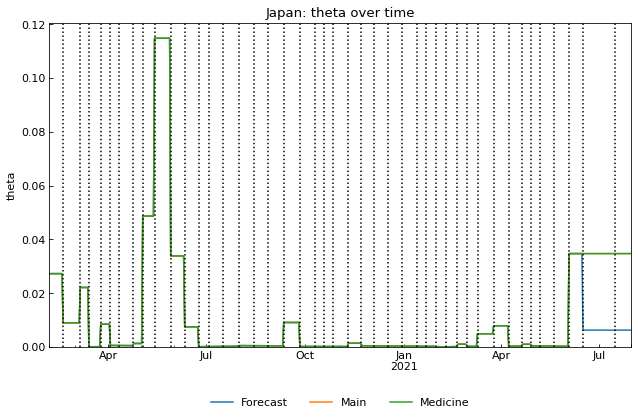 Japan: theta over time
0.12
0.10
0.08
0.06
0.04
0.02
0.00
theta
Apr
Jul
Oct
Jan
2021
Apr
Jul
Forecast
Main
Medicine